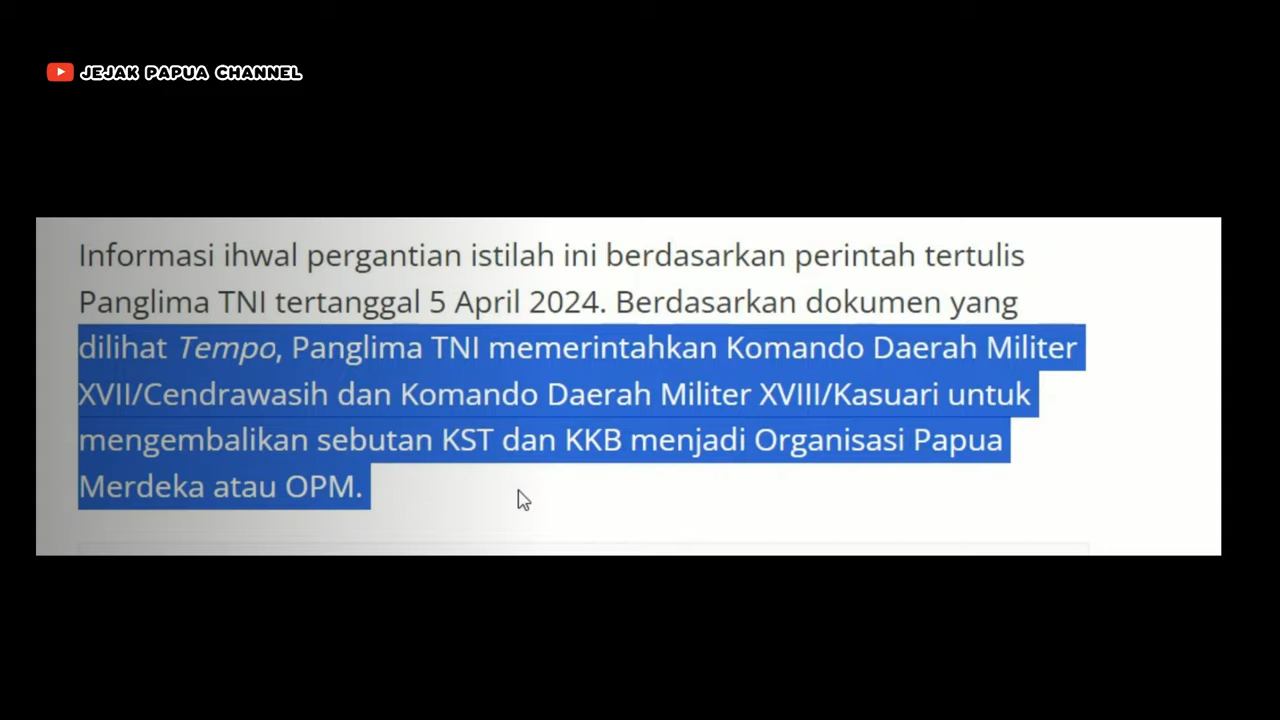 JEJAK PAPUA CHANNEL
Informasi ihwal pergantian istilah ini berdasarkan perintah tertulis
Panglima TNI tertanggal 5 April 2024. Berdasarkan dokumen yang
dilihat Tempo, Panglima TNI memerintahkan Komando Daerah Militer
XVII/Cendrawasih dan Komando Daerah Militer XVIII/Kasuari untuk
mengembalikan sebutan KST dan KKB menjadi Organisasi Papua
Merdeka atau OPM.